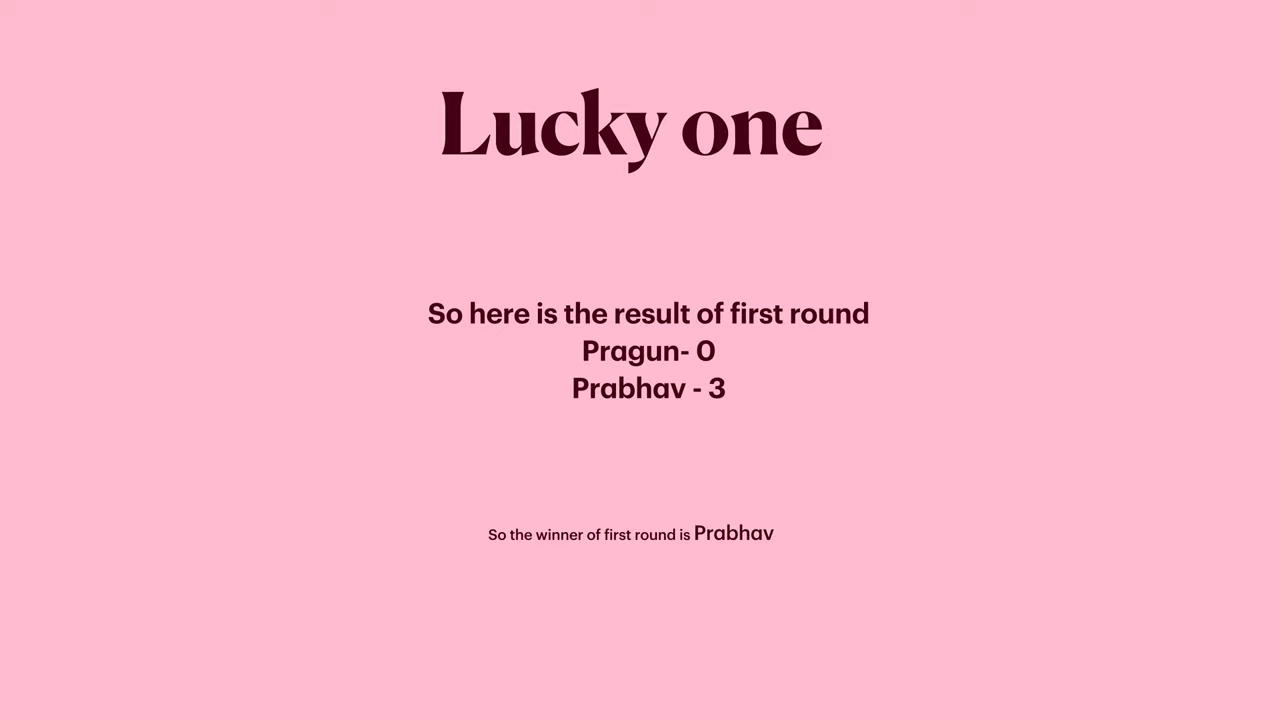 Lucky one
So here is the result of first round
Pragun- 0
Prabhav - 3
So the winner of first round is Prabhav